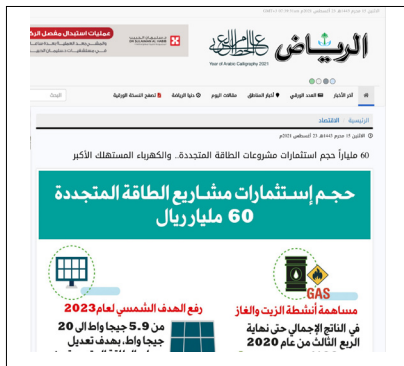 عمليات استبدال مفصل الركبة
الرياض
Year of Arabic Calligraphy 2021
آخر الأخبار
العدد الورقي
أخبار المناطق
مقالات اليوم
دنيا الرياضة
تصفح النسخة الورقية
البحث
الرئيسية
الاقتصاد
الاثنين 15 محرم 1443هـ 23 أغسطس 2021م
60 ملياراً حجم استثمارات مشروعات الطاقة المتجددة.. والكهرباء المستهلك الأكبر
حجم إستثمارات مشاريع الطاقة المتجددة
60 مليار ريال
GAS
مساهمة أنشطة الزيت والغاز
في الناتج الإجمالي حتى نهاية
الربع الثالث من عام 2020
رفع الهدف الشمسي لعام 2023
من 5.9 جيجا واط الى 20
جيجا واط، بهدف تعديل